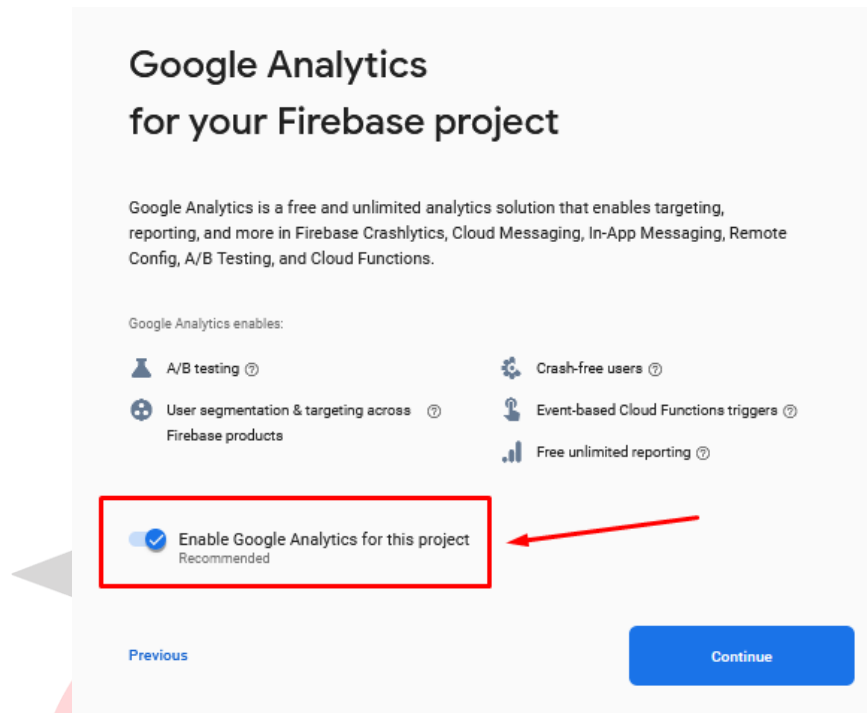 Google Analytics
for your Firebase project
Google Analytics is a free and unlimited analytics solution that enables targeting,
reporting, and more in Firebase Crashlytics, Cloud Messaging, In-App Messaging, Remote
Config, A/B Testing, and Cloud Functions.
Google Analytics enables:
A/B testing
User segmentation & targeting across
Firebase products
Crash-free users
Event-based Cloud Functions triggers
Free unlimited reporting
Enable Google Analytics for this project
Recommended
Previous
Continue